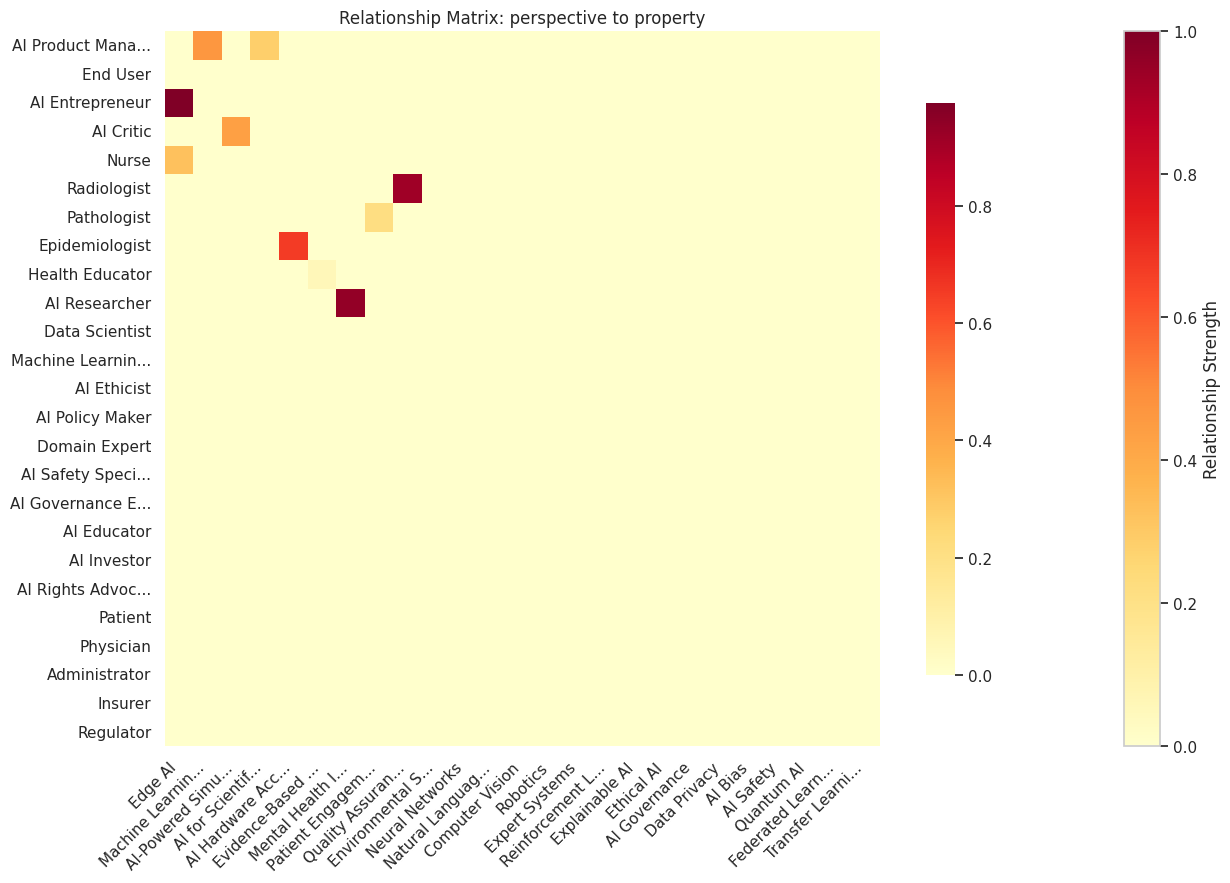 Relationship Matrix: perspective to property
AI Product Mana...
End User
AI Entrepreneur
AI Critic
Nurse
Radiologist
Pathologist
Epidemiologist
Health Educator
AI Researcher
Data Scientist
Machine Learnin...
AI Ethicist
AI Policy Maker
Domain Expert
AI Safety Speci...
AI Governance E...
AI Educator
AI Investor
AI Rights Advoc...
Patient
Physician
Administrator
Insurer
Regulator
Edge AI
Machine Learnin...
AI-Powered Simu...
AI for Scientif...
AI Hardware Acc...
Evidence-Based ...
Mental Health I...
Patient Engagem...
Quality Assuran...
Environmental S...
Neural Networks
Natural Languag...
Computer Vision
Robotics
Expert Systems
Reinforcement L...
Explainable AI
Ethical AI
AI Governance
Data Privacy
AI Bias
AI Safety
Quantum AI
Federated Learn...
Transfer Learni...
0.8
0.6
0.4
0.2
0.0
1.0
0.8
0.6
0.4
0.2
0.0
Relationship Strength